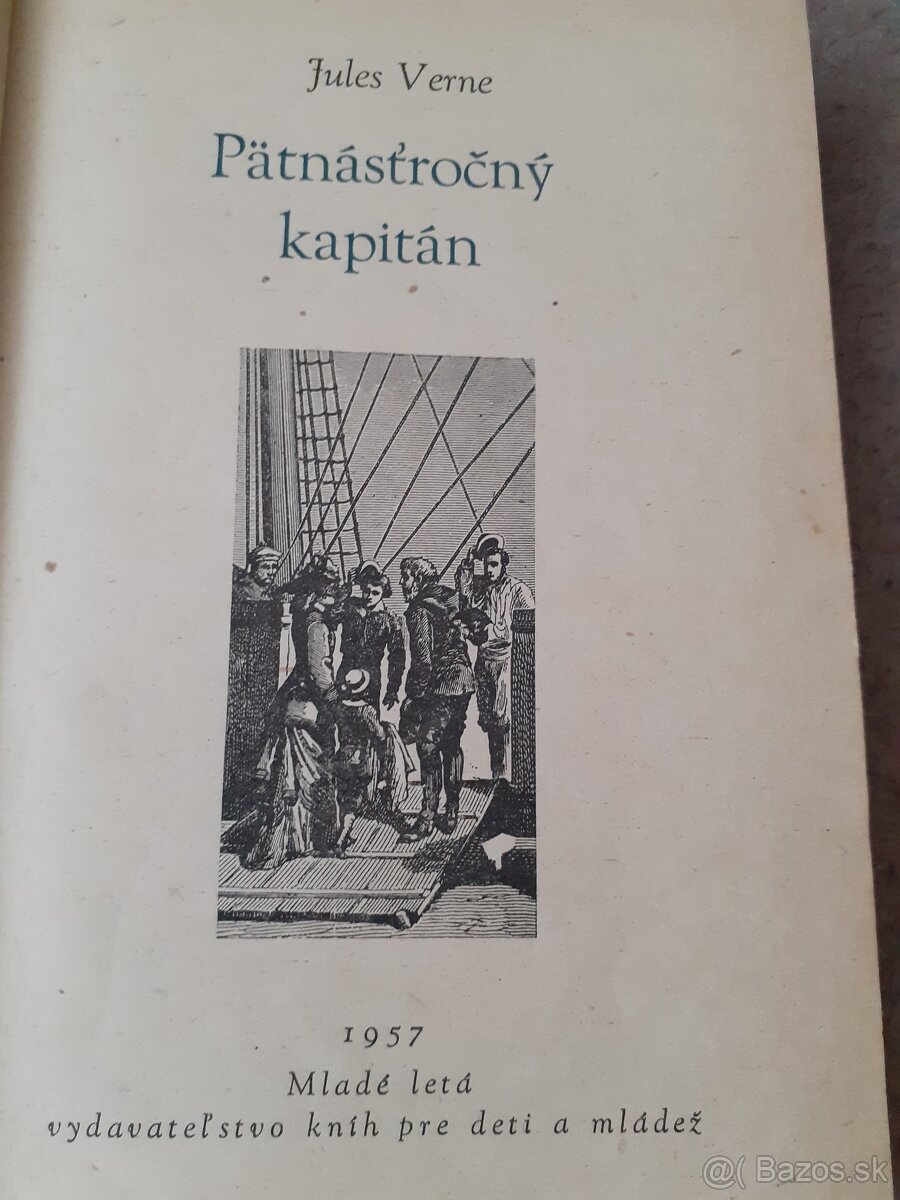 Jules Verne
Pätnásťročný
kapitán
1957
Mladé letá
vydavateľstvo kníh pre deti a mládež
@( Bazos.sk